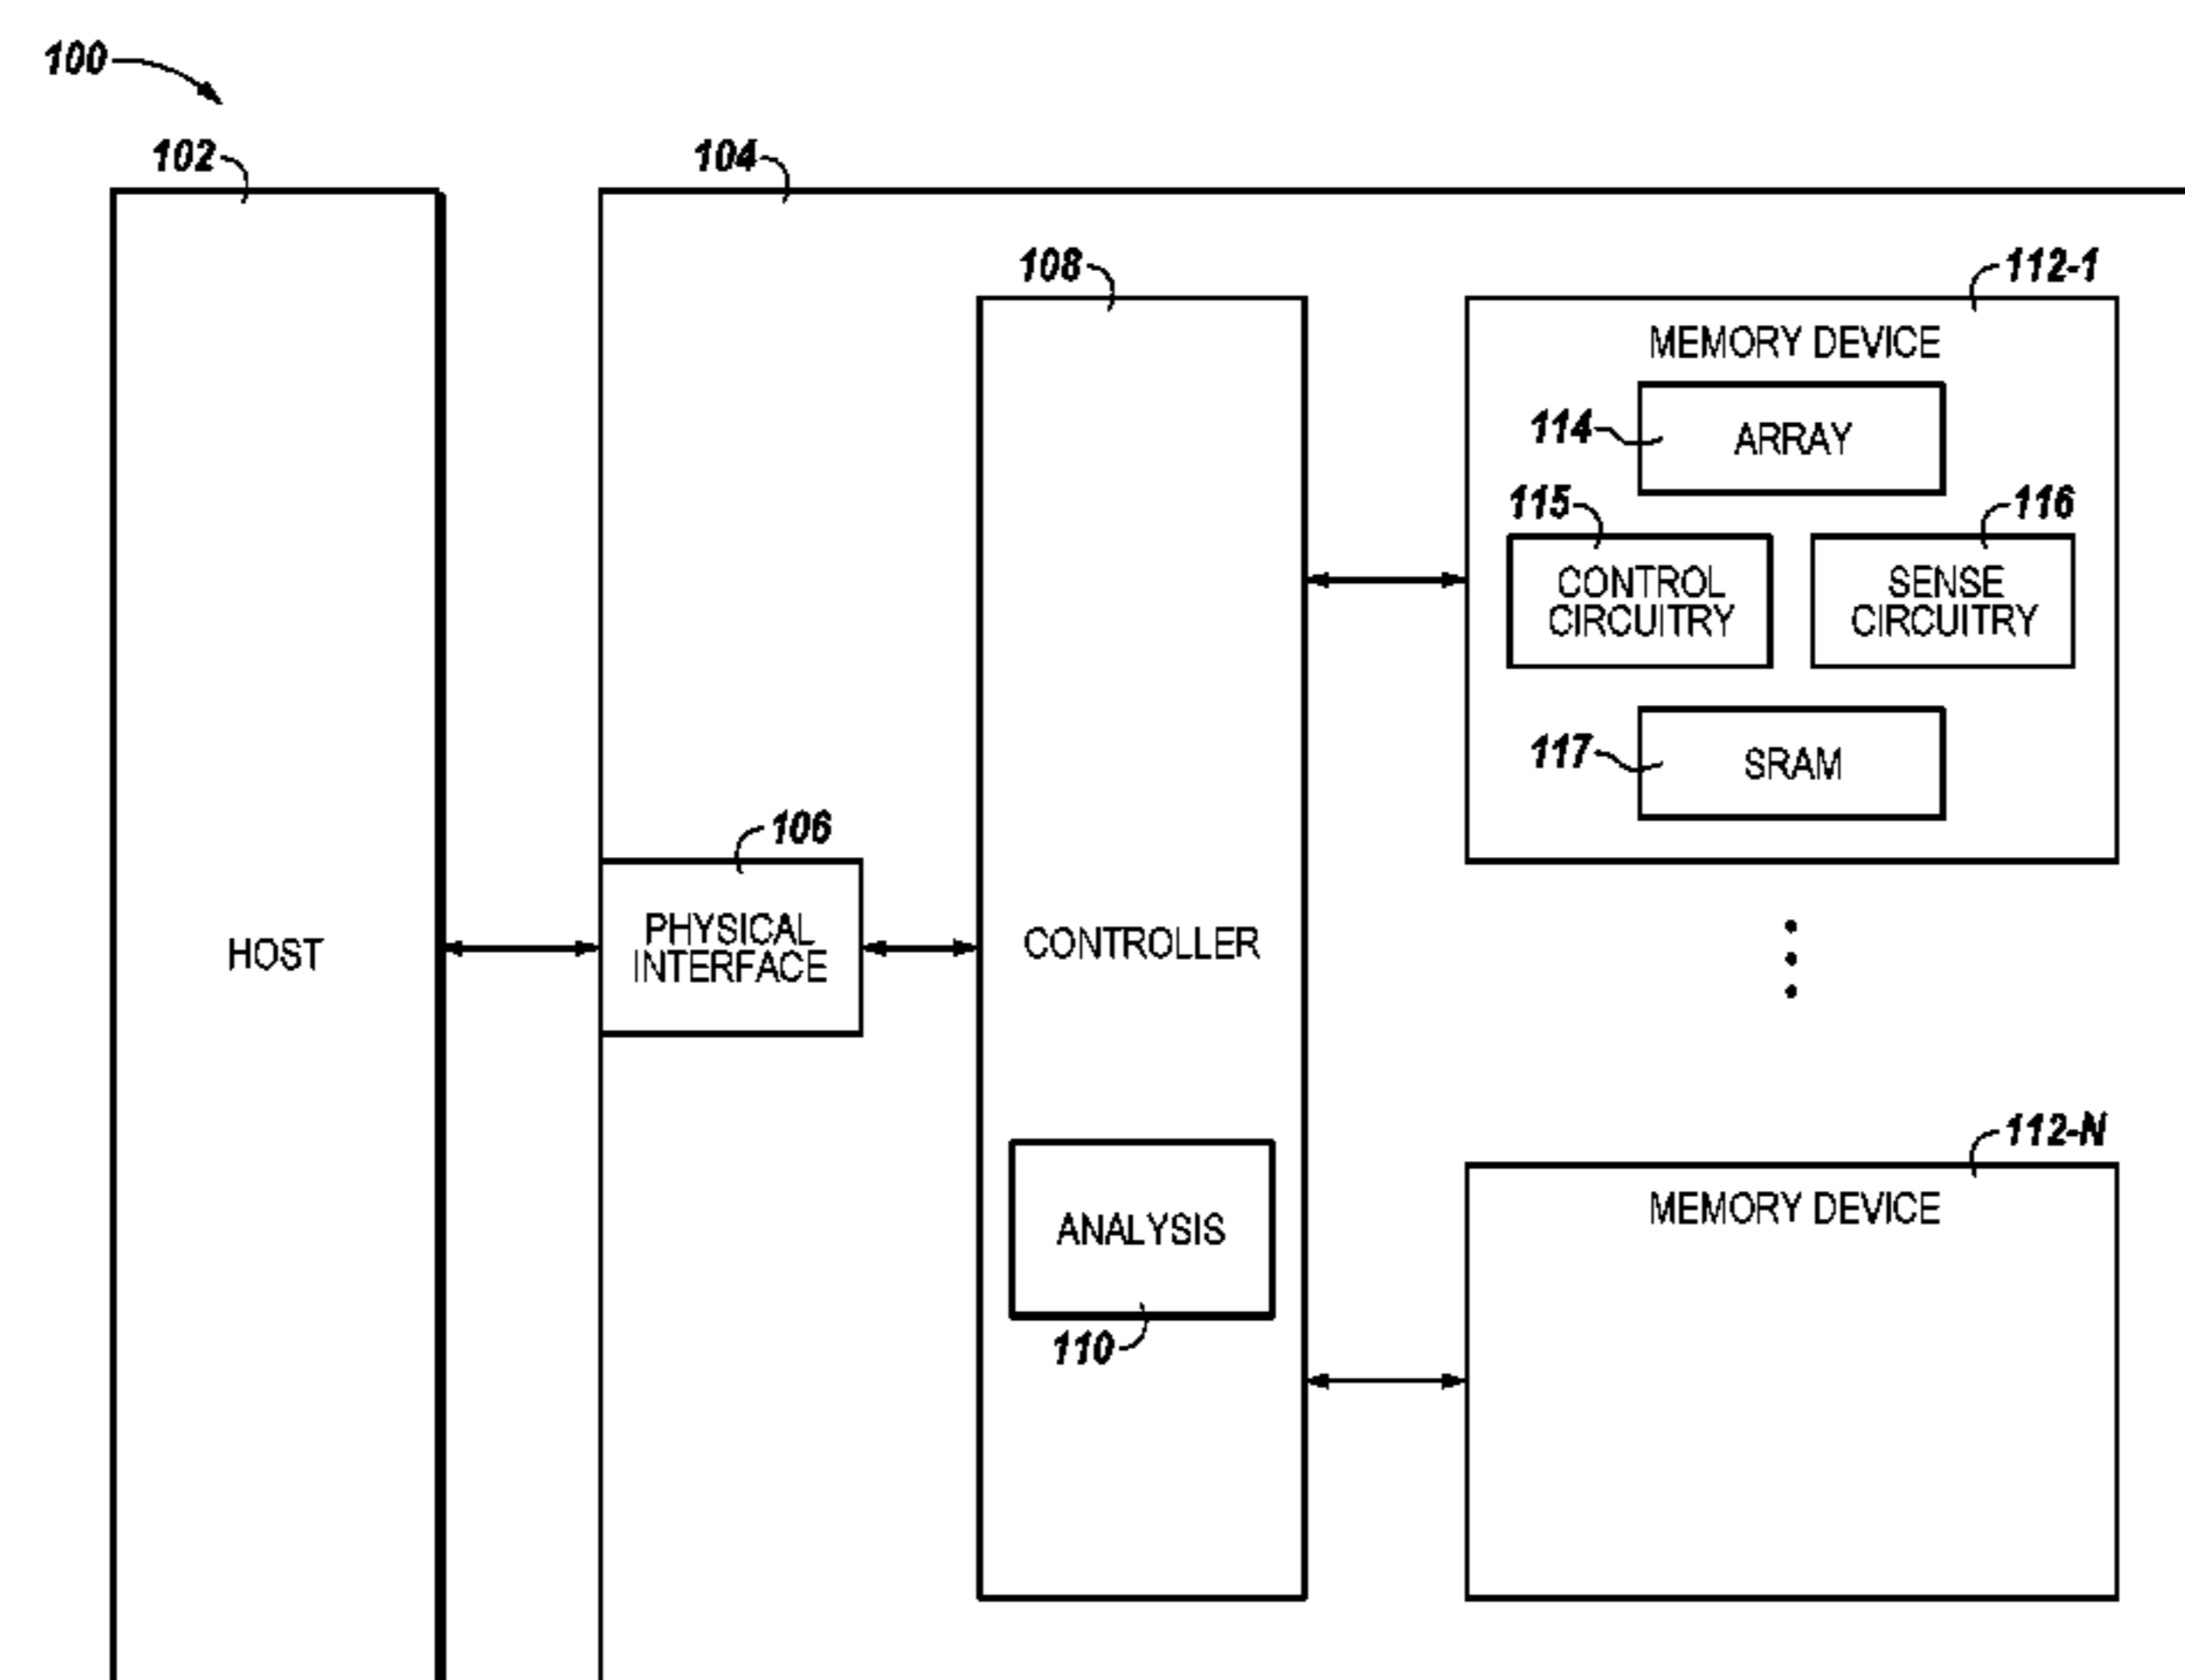 100
102
104
108
112-1
MEMORY DEVICE
114
ARRAY
115
116
CONTROL
CIRCUITRY
SENSE
CIRCUITRY
117
SRAM
106
PHYSICAL
INTERFACE
HOST
CONTROLLER
112-N
MEMORY DEVICE
ANALYSIS
110